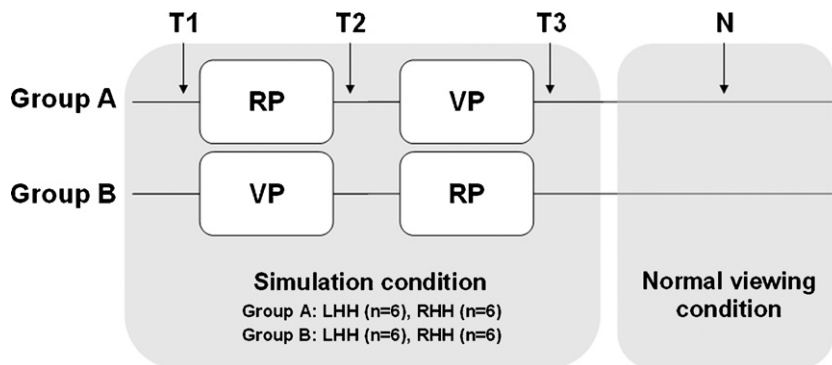 T1 T2 T3 N
Group A RP VP
Group B VP RP
Simulation condition
Group A: LHH (n=6), RHH (n=6)
Group B: LHH (n=6), RHH (n=6)
Normal viewing
condition